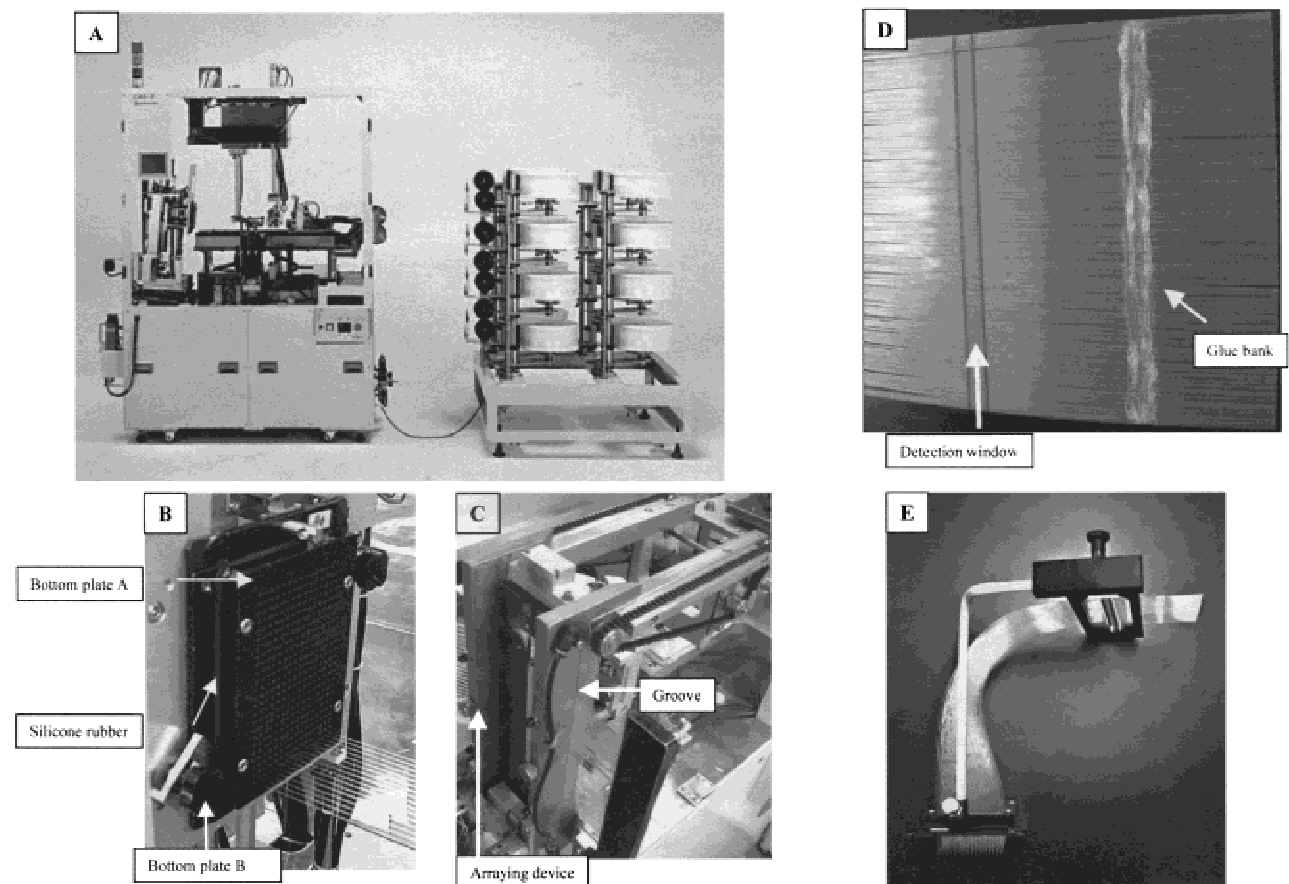 A
D
Glue bank
Detection window
B
C
E
Bottom plate A
Groove
Silicone rubber
Bottom plate B
Arraying device